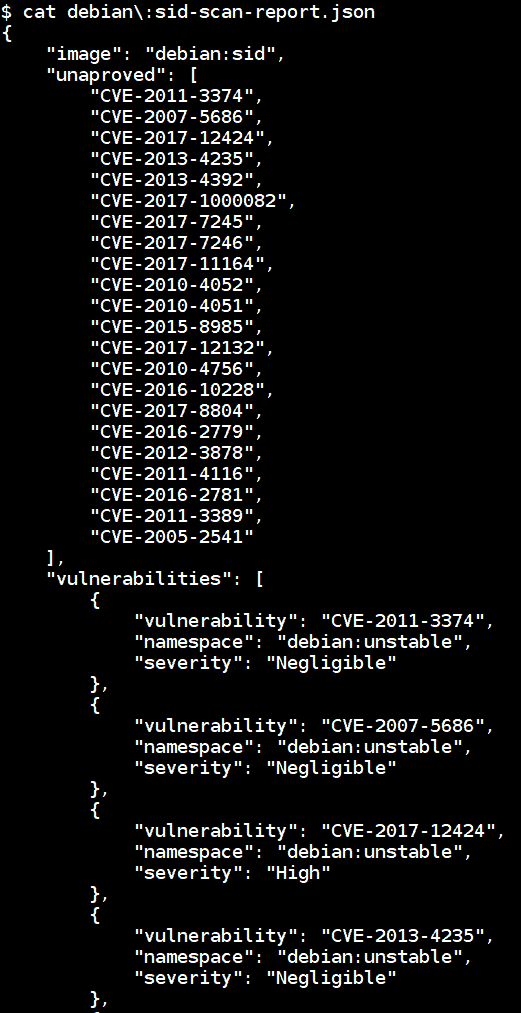 $ cat debian\:sid-scan-report.json
{
    "image": "debian:sid",
    "unaproved": [
        "CVE-2011-3374",
        "CVE-2007-5686",
        "CVE-2017-12424",
        "CVE-2013-4235",
        "CVE-2013-4392",
        "CVE-2017-1000082",
        "CVE-2017-7245",
        "CVE-2017-7246",
        "CVE-2017-11164",
        "CVE-2010-4052",
        "CVE-2010-4051",
        "CVE-2015-8985",
        "CVE-2017-12132",
        "CVE-2010-4756",
        "CVE-2016-10228",
        "CVE-2017-8804",
        "CVE-2016-2779",
        "CVE-2012-3878",
        "CVE-2011-4116",
        "CVE-2016-2781",
        "CVE-2011-3389",
        "CVE-2005-2541"
    ],
    "vulnerabilities": [
        {
            "vulnerability": "CVE-2011-3374",
            "namespace": "debian:unstable",
            "severity": "Negligible"
        },
        {
            "vulnerability": "CVE-2007-5686",
            "namespace": "debian:unstable",
            "severity": "Negligible"
        },
        {
            "vulnerability": "CVE-2017-12424",
            "namespace": "debian:unstable",
            "severity": "High"
        },
        {
            "vulnerability": "CVE-2013-4235",
            "namespace": "debian:unstable",
            "severity": "Negligible"
        },